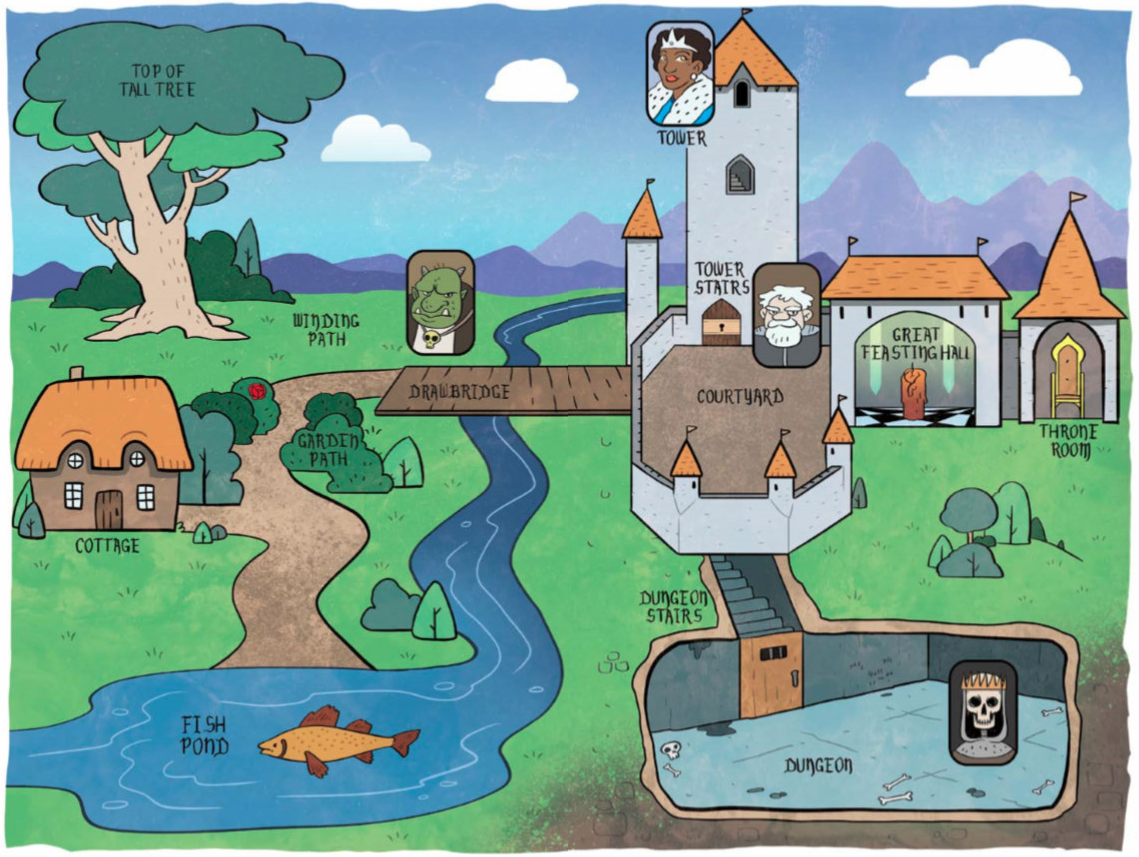 TOP OF
TALL TREE
TOWER
TOWER
STAIRS
WINDING
PATH
GREAT
FEASTING HALL
DRAWBRIDGE
COURTYARD
GARDEN
PATH
THRONE
ROOM
COTTAGE
DUNGEON
STAIRS
FISH
POND
DUNGEON